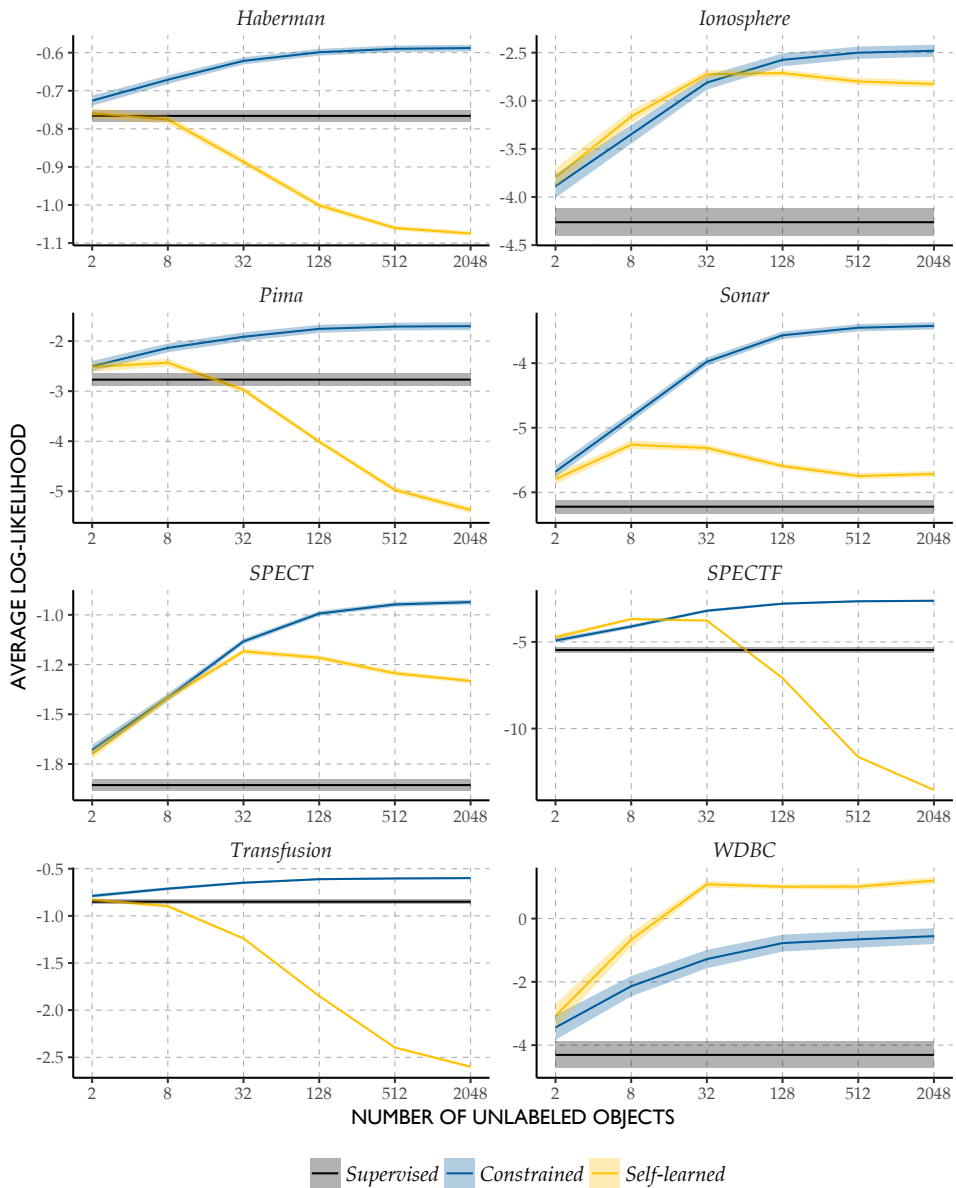 Haberman
Ionosphere
-0.6
-0.7
-0.8
-0.9
-1.0
-1.1
2 8 32 128 512 2048
-2.5
-3.0
-3.5
-4.0
-4.5
2 8 32 128 512 2048
Pima
Sonar
-2
-3
-4
-5
2 8 32 128 512 2048
-4
-5
-6
2 8 32 128 512 2048
AVERAGE LOG-LIKELIHOOD
SPECT
SPECTF
-1.0
-1.2
-1.5
-1.8
2 8 32 128 512 2048
-5
-10
2 8 32 128 512 2048
Transfusion
WDBC
-0.5
-1.0
-1.5
-2.0
-2.5
2 8 32 128 512 2048
0
-2
-4
2 8 32 128 512 2048
NUMBER OF UNLABELED OBJECTS
Supervised Constrained Self-learned